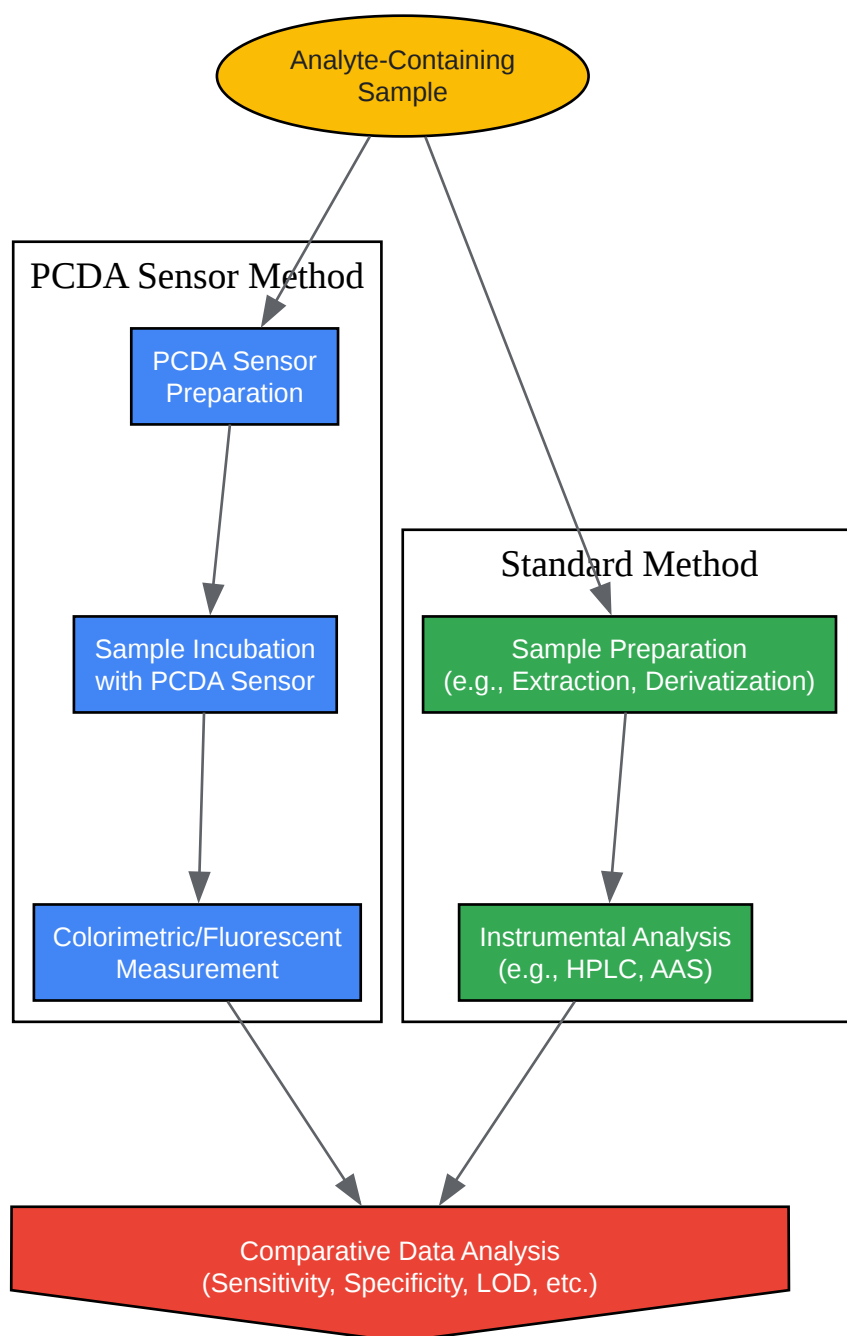 Analyte-Containing
Sample
PCDA Sensor Method
PCDA Sensor
Preparation
Standard Method
Sample Incubation
with PCDA Sensor
Sample Preparation
(e.g., Extraction, Derivatization)
Colorimetric/Fluorescent
Measurement
Instrumental Analysis
(e.g., HPLC, AAS)
Comparative Data Analysis
(Sensitivity, Specificity, LOD, etc.)